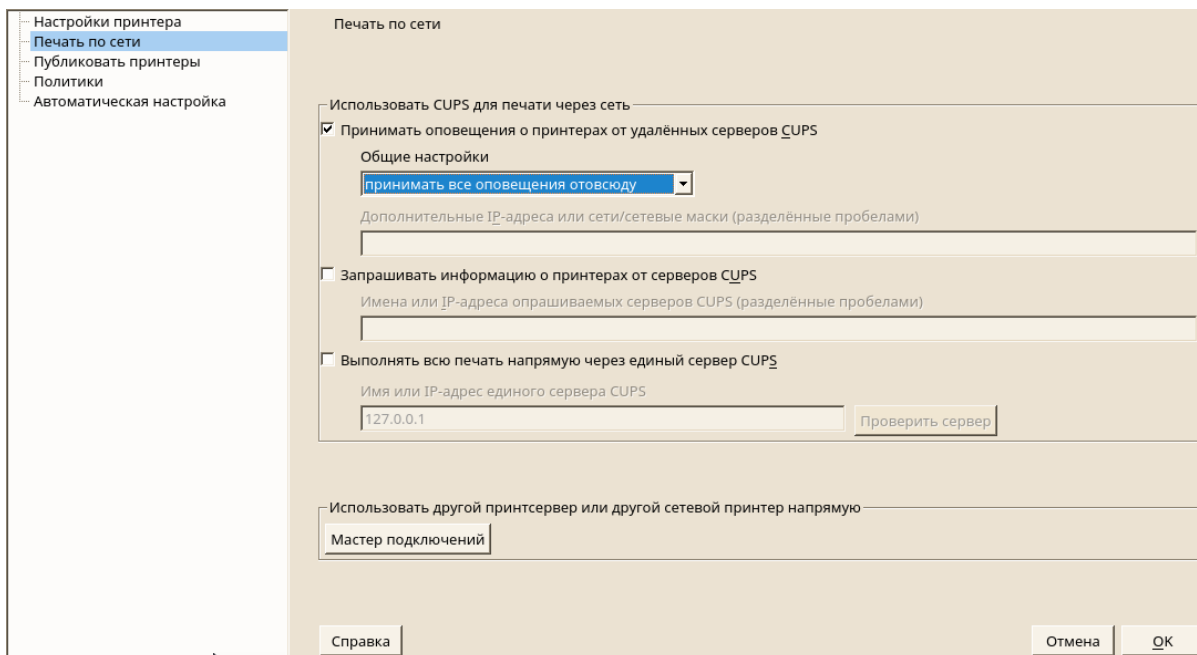 Настройки принтера
Печать по сети
Публиковать принтеры
Политики
Автоматическая настройка
Печать по сети
Использовать CUPS для печати через сеть
Принимать оповещения о принтерах от удалённых серверов CUPS
Общие настройки
принимать все оповещения отовсюду
Дополнительные IP-адреса или сети/сетевые маски (разделённые пробелами)
Запрашивать информацию о принтерах от серверов CUPS
Имена или IP-адреса опрашиваемых серверов CUPS (разделённые пробелами)
Выполнять всю печать напрямую через единый сервер CUPS
Имя или IP-адрес единого сервера CUPS
127.0.0.1 Проверить сервер
Использовать другой принтсервер или другой сетевой принтер напрямую
Мастер подключений
Справка Отмена OK